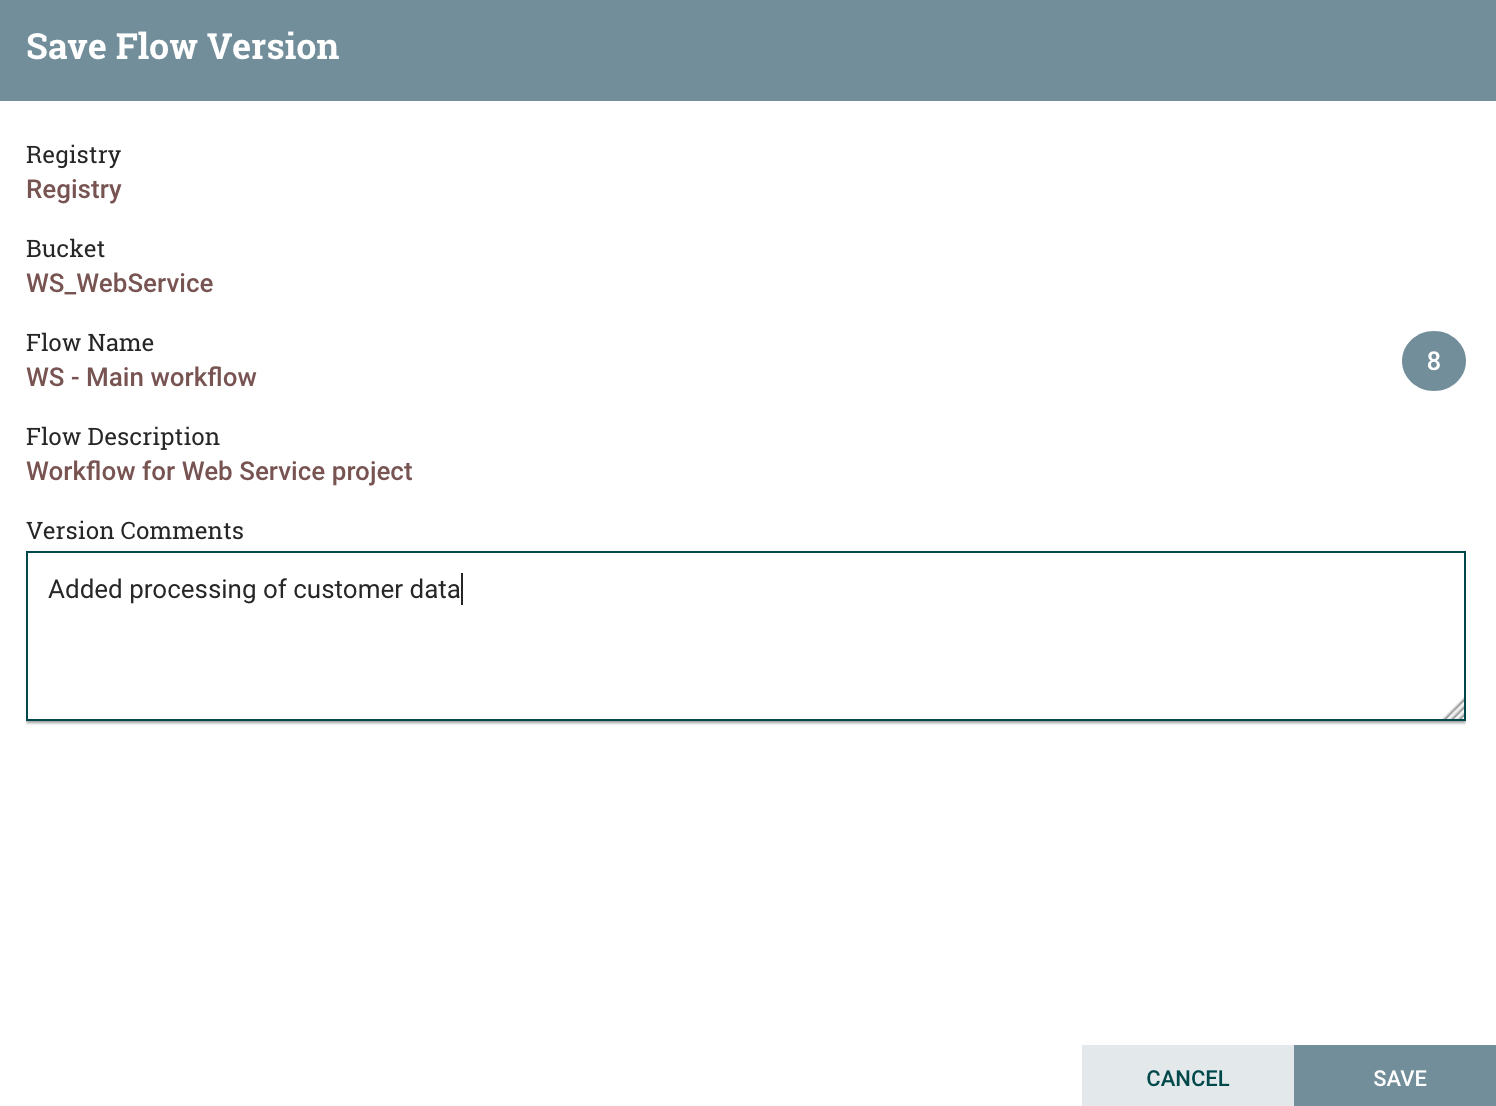 Save Flow Version
Registry
Registry
Bucket
WS_WebService
Flow Name
WS - Main workflow
8
Flow Description
Workflow for Web Service project
Version Comments
Added processing of customer data
CANCEL
SAVE